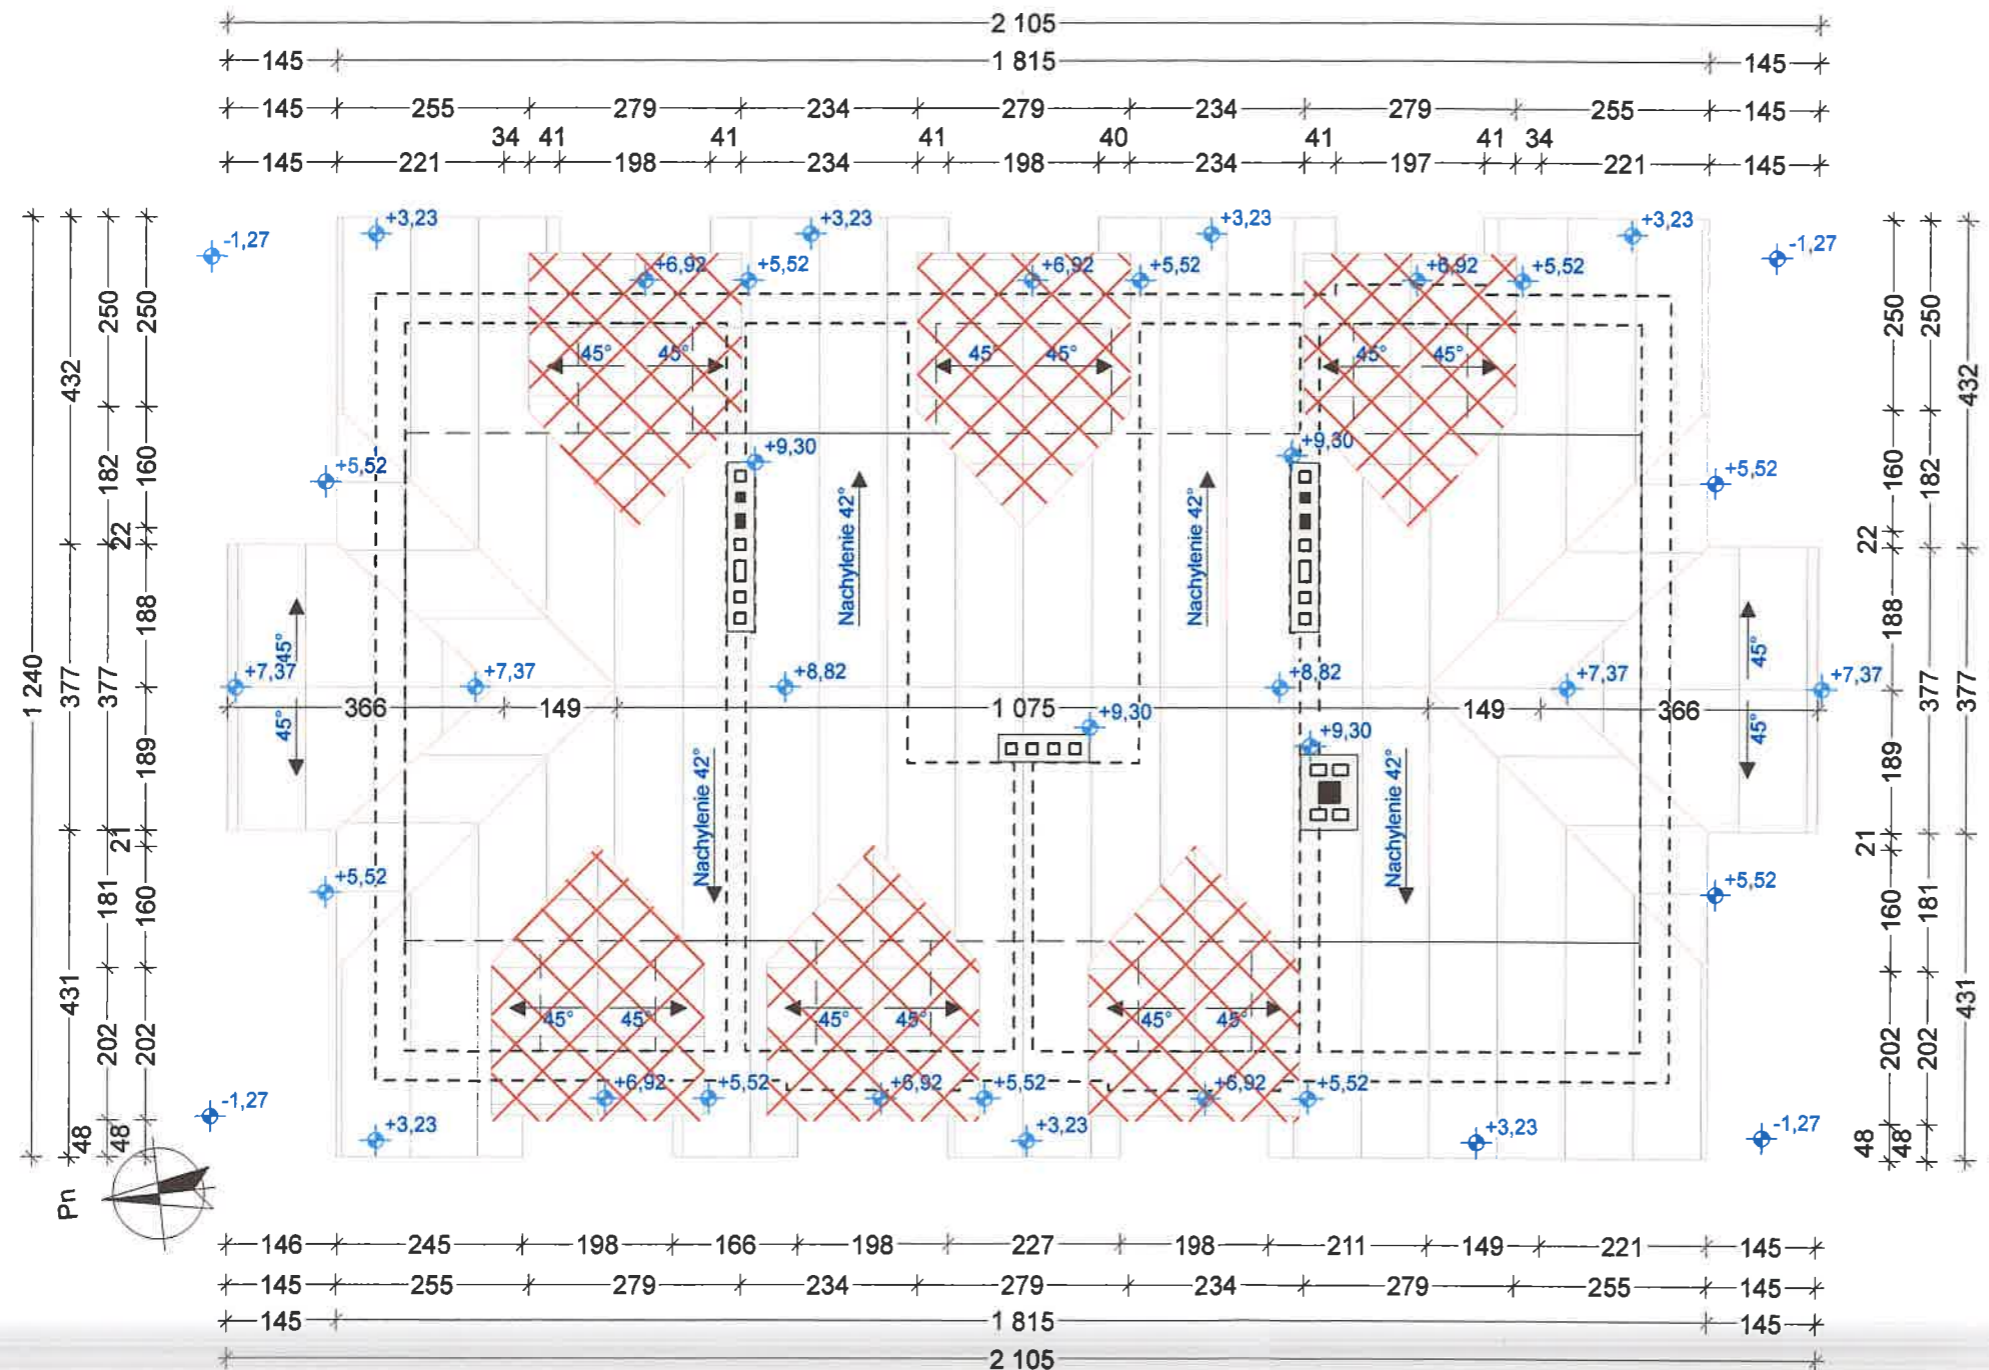 2 105
145 1 815 145
145 255 279 234 279 234 279 255 145
34 41 41 41 40 41 41 34
145 221 198 234 198 234 197 221 145
+3,23 +3,23 +3,23 +3,23
-1,27 -1,27
+6,92 +5,52 +6,92 +5,52 +6,92 +5,52
45° 45° 45° 45° 45° 45°
+9,30 +9,30
+5,52 +5,52
Nachylenie 42° Nachylenie 42°
45° 45°
+7,37 +7,37 +8,82 +8,82 +7,37 +7,37
366 149 1 075 149 366
45° 45°
+9,30 +9,30
Nachylenie 42° Nachylenie 42°
+5,52 +5,52
45° 45° 45° 45° 45° 45°
+6,92 +5,52 +6,92 +5,52 +6,92 +5,52
-1,27 -1,27
+3,23 +3,23 +3,23
1 240
432 377 431
250 182 377 181 202 48
250 160 22 188 189 21 160 202 48
250 160 22 188 189 21 160 202 48
250 182 377 181 202 48
432 377 431
Pn
146 245 198 166 198 227 198 211 149 221 145
145 255 279 234 279 234 279 255 145
145 1 815 145
2 105